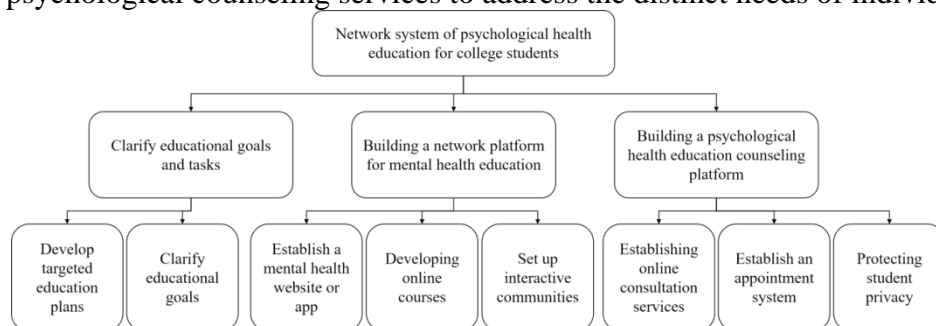 psychological counseling services to address the distinct needs of individ
Network system of psychological health
education for college students
Clarify educational goals
and tasks
Building a network platform
for mental health education
Building a psychological
health education counseling
platform
Develop
targeted
education
plans
Clarify
educational
goals
Establish a
mental health
website or
app
Developing
online
courses
Set up
interactive
communities
Establishing
online
consultation
services
Establish an
appointment
system
Protecting
student
privacy